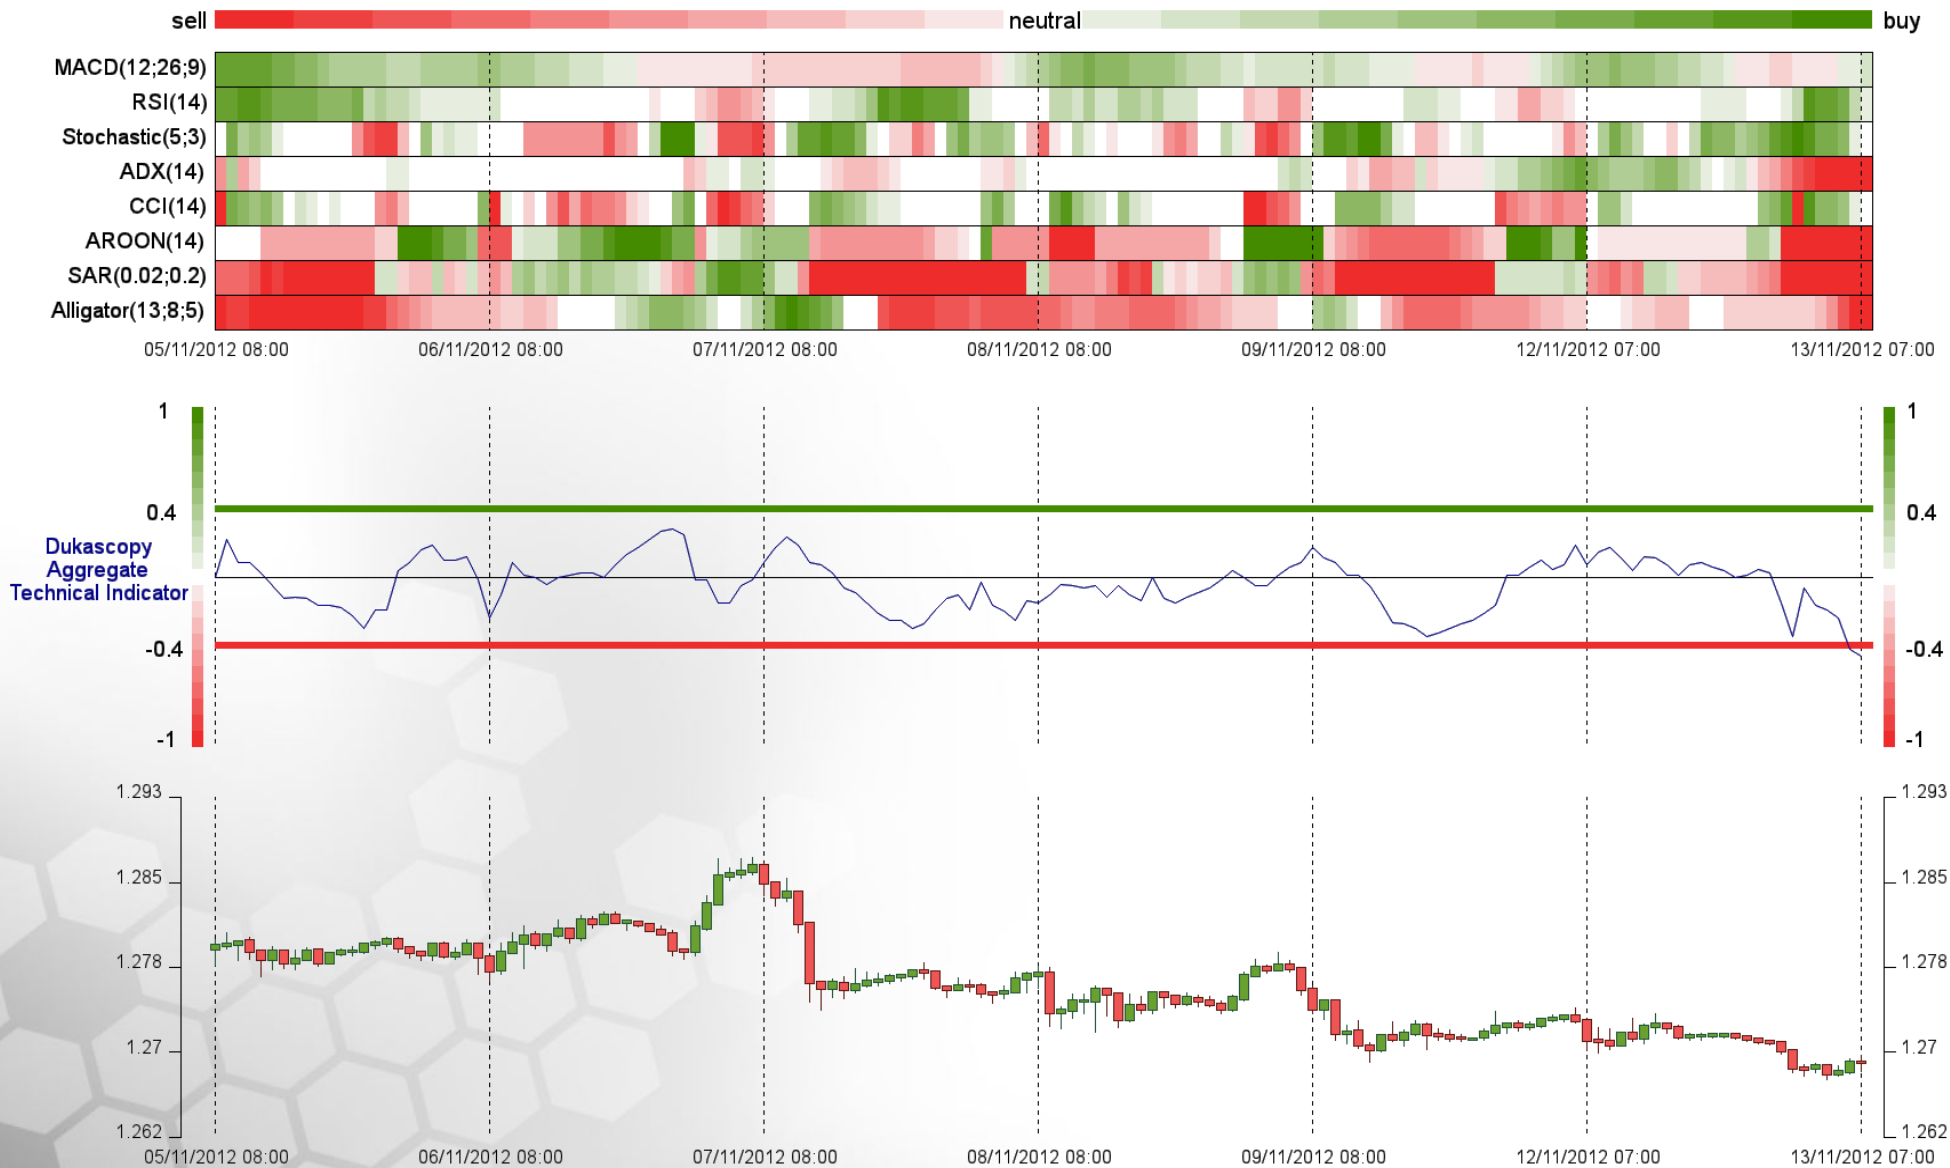 sell neutral buy
MACD(12;26;9)
RSI(14)
Stochastic(5;3)
ADX(14)
CCI(14)
AROON(14)
SAR(0.02;0.2)
Alligator(13;8;5)
05/11/2012 08:00 06/11/2012 08:00 07/11/2012 08:00 08/11/2012 08:00 09/11/2012 08:00 12/11/2012 07:00 13/11/2012 07:00
1 1
0.4 0.4
Dukascopy
Aggregate
Technical Indicator
-0.4 -0.4
-1 -1
1.293 1.293
1.285 1.285
1.278 1.278
1.27 1.27
1.262 1.262
05/11/2012 08:00 06/11/2012 08:00 07/11/2012 08:00 08/11/2012 08:00 09/11/2012 08:00 12/11/2012 07:00 13/11/2012 07:00